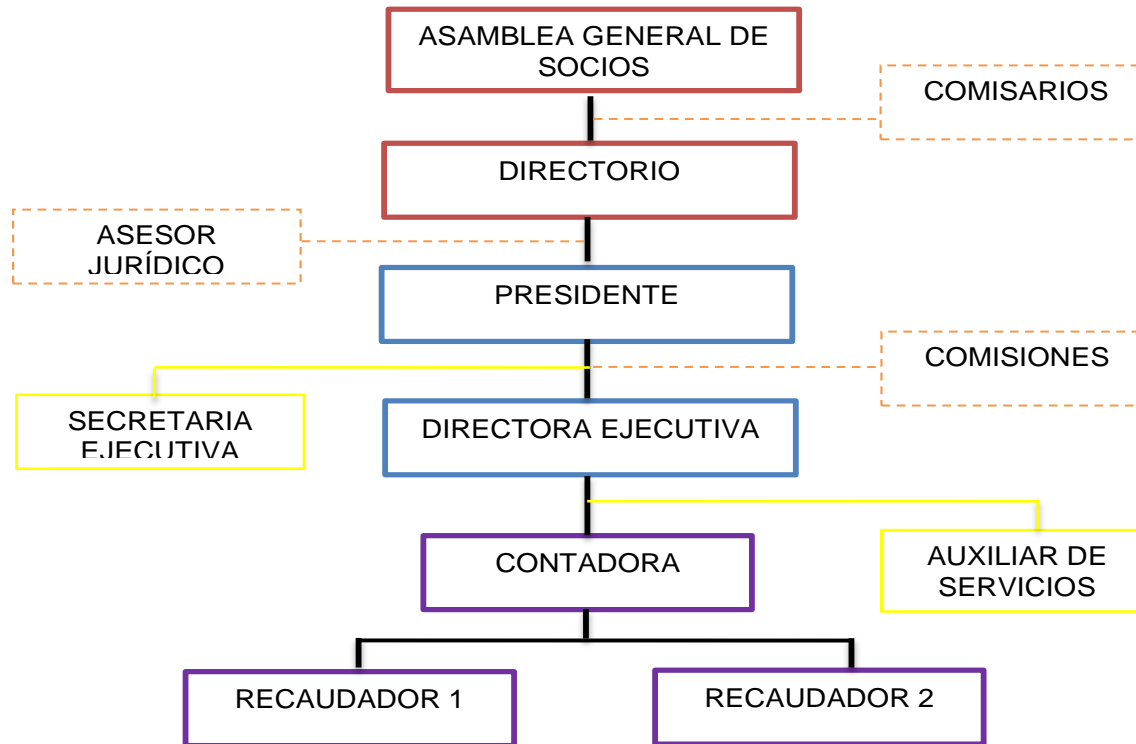 ASAMBLEA GENERAL DE
SOCIOS
COMISARIOS
DIRECTORIO
ASESOR
JURÍDICO
PRESIDENTE
COMISIONES
SECRETARIA
EJECUTIVA
DIRECTORA EJECUTIVA
CONTADORA
AUXILIAR DE
SERVICIOS
RECAUDADOR 1
RECAUDADOR 2